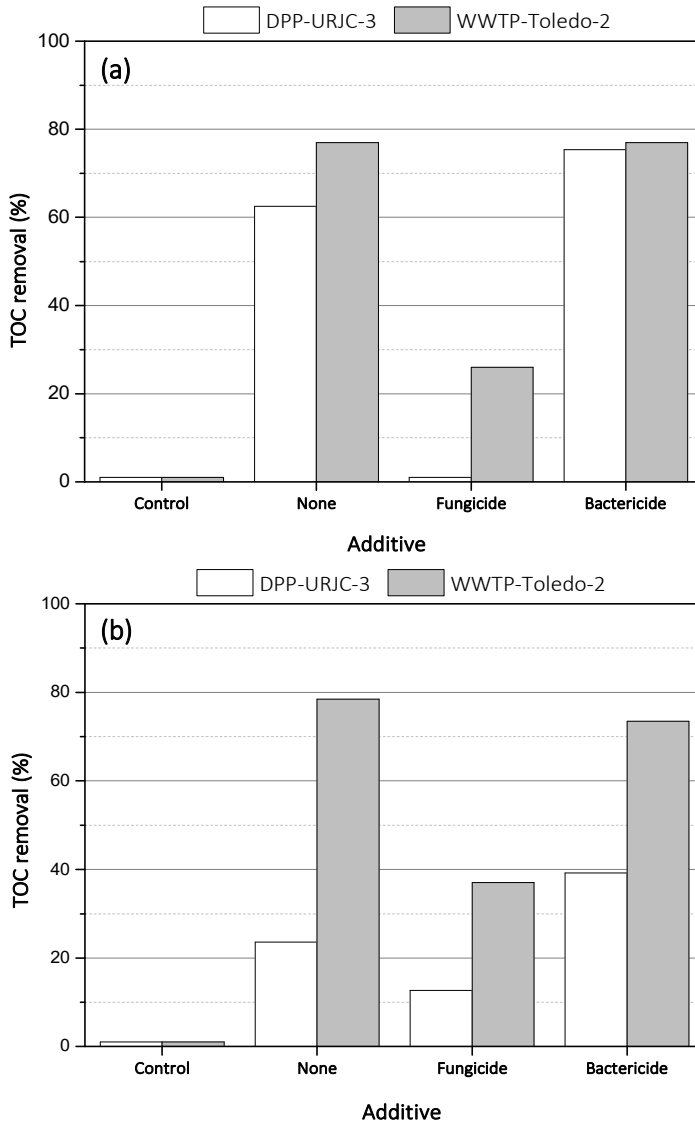 DPP-URJC-3 WWTP-Toledo-2
(a)
100
80
60
40
20
0
TOC removal (%)
Control None Fungicide Bactericide
Additive
DPP-URJC-3 WWTP-Toledo-2
(b)
100
80
60
40
20
0
TOC removal (%)
Control None Fungicide Bactericide
Additive